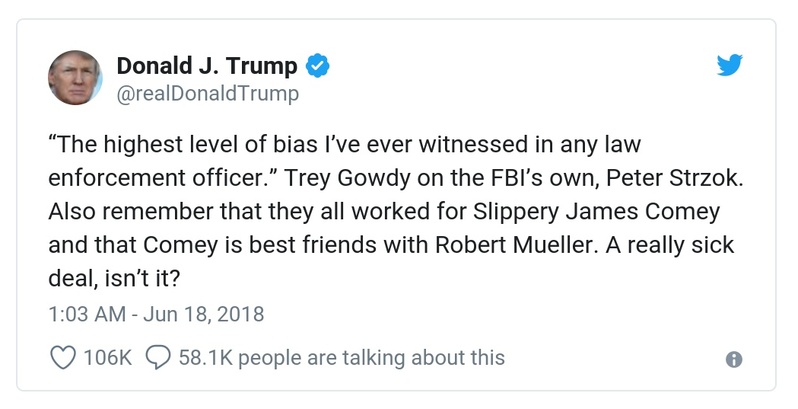 Donald J. Trump
@realDonaldTrump
“The highest level of bias I’ve ever witnessed in any law
enforcement officer.” Trey Gowdy on the FBI’s own, Peter Strzok.
Also remember that they all worked for Slippery James Comey
and that Comey is best friends with Robert Mueller. A really sick
deal, isn’t it?
1:03 AM - Jun 18, 2018
106K 58.1K people are talking about this